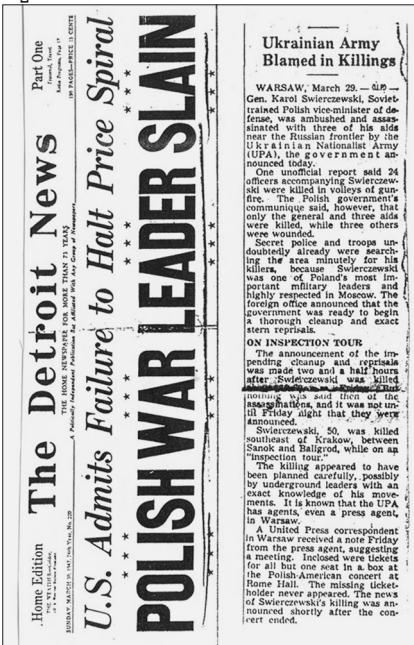 Home Edition
The Detroit News
Part One
THE HOME NEWSPAPER FOR MORE THAN 73 YEARS
A Politically Independent Publication Not Affiliated With Any Group of Newspapers
SUNDAY MARCH 30, 1947
190 PAGES—PRICE 15 CENTS
U.S. Admits Failure to Halt Price Spiral
POLISH WAR LEADER SLAIN
Ukrainian Army
Blamed in Killings
WARSAW, March 29. —
Gen. Karol Swierczewski, Soviet-
trained Polish vice-minister of de-
fense, was ambushed and assas-
sinated with three of his aids
near the Russian frontier by the
Ukrainian Nationalist Army
(UPA), the government an-
nounced today.
One unofficial report said 24
officers accompanying Swierczew-
ski were killed in volleys of gun-
fire. The Polish government's
communique said, however, that
only the general and three aids
were killed, while three others
were wounded.
Secret police and troops un-
doubtedly already were search-
ing the area minutely for his
killers, because Swierczewski
was one of Poland's most im-
portant military leaders and
highly respected in Moscow. The
foreign office announced that the
government was ready to begin
a thorough cleanup and exact
stern reprisals.
ON INSPECTION TOUR
The announcement of the im-
pending cleanup and reprisals
was made two and a half hours
after Swierczewski was killed
nothing was said then of the
assassinations, and it was not un-
til Friday night that they were
announced.
Swierczewski, 50, was killed
southeast of Krakow, between
Sanok and Baligrod, while on an
"inspection tour."
The killing appeared to have
been planned carefully, possibly
by underground leaders with an
exact knowledge of his move-
ments. It is known that the UPA
has agents, even a press agent,
in Warsaw.
A United Press correspondent
in Warsaw received a note Friday
from the press agent, suggesting
a meeting. Inclosed were tickets
for all but one seat in a box at
the Polish-American concert at
Rome Hall. The missing ticket-
holder never appeared. The news
of Swierczewski's killing was an-
nounced shortly after the con-
cert ended.